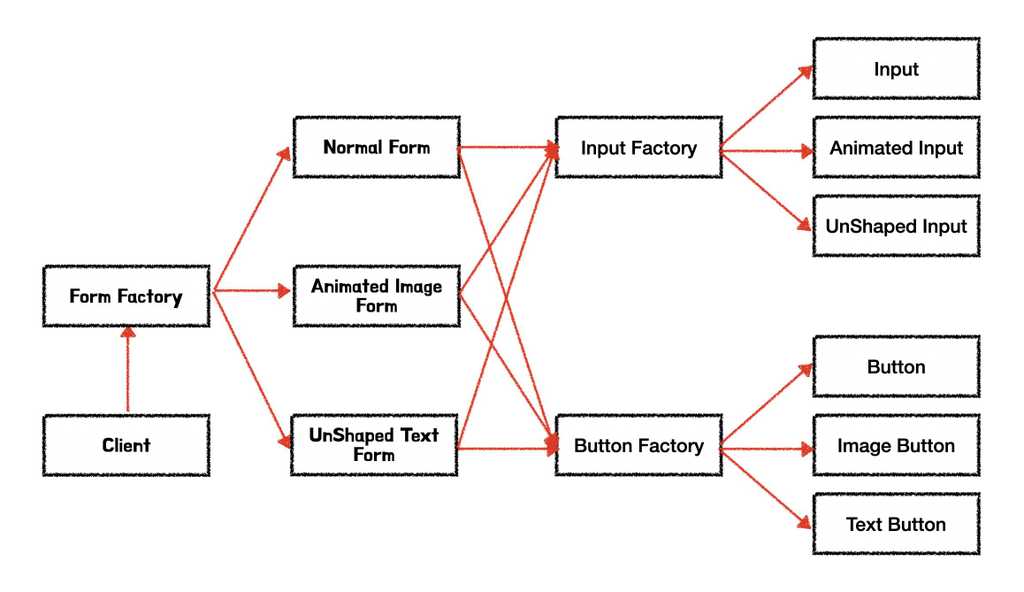 Input
Normal Form
Input Factory
Animated Input
UnShaped Input
Form Factory
Animated Image
Form
Button
Client
UnShaped Text
Form
Button Factory
Image Button
Text Button